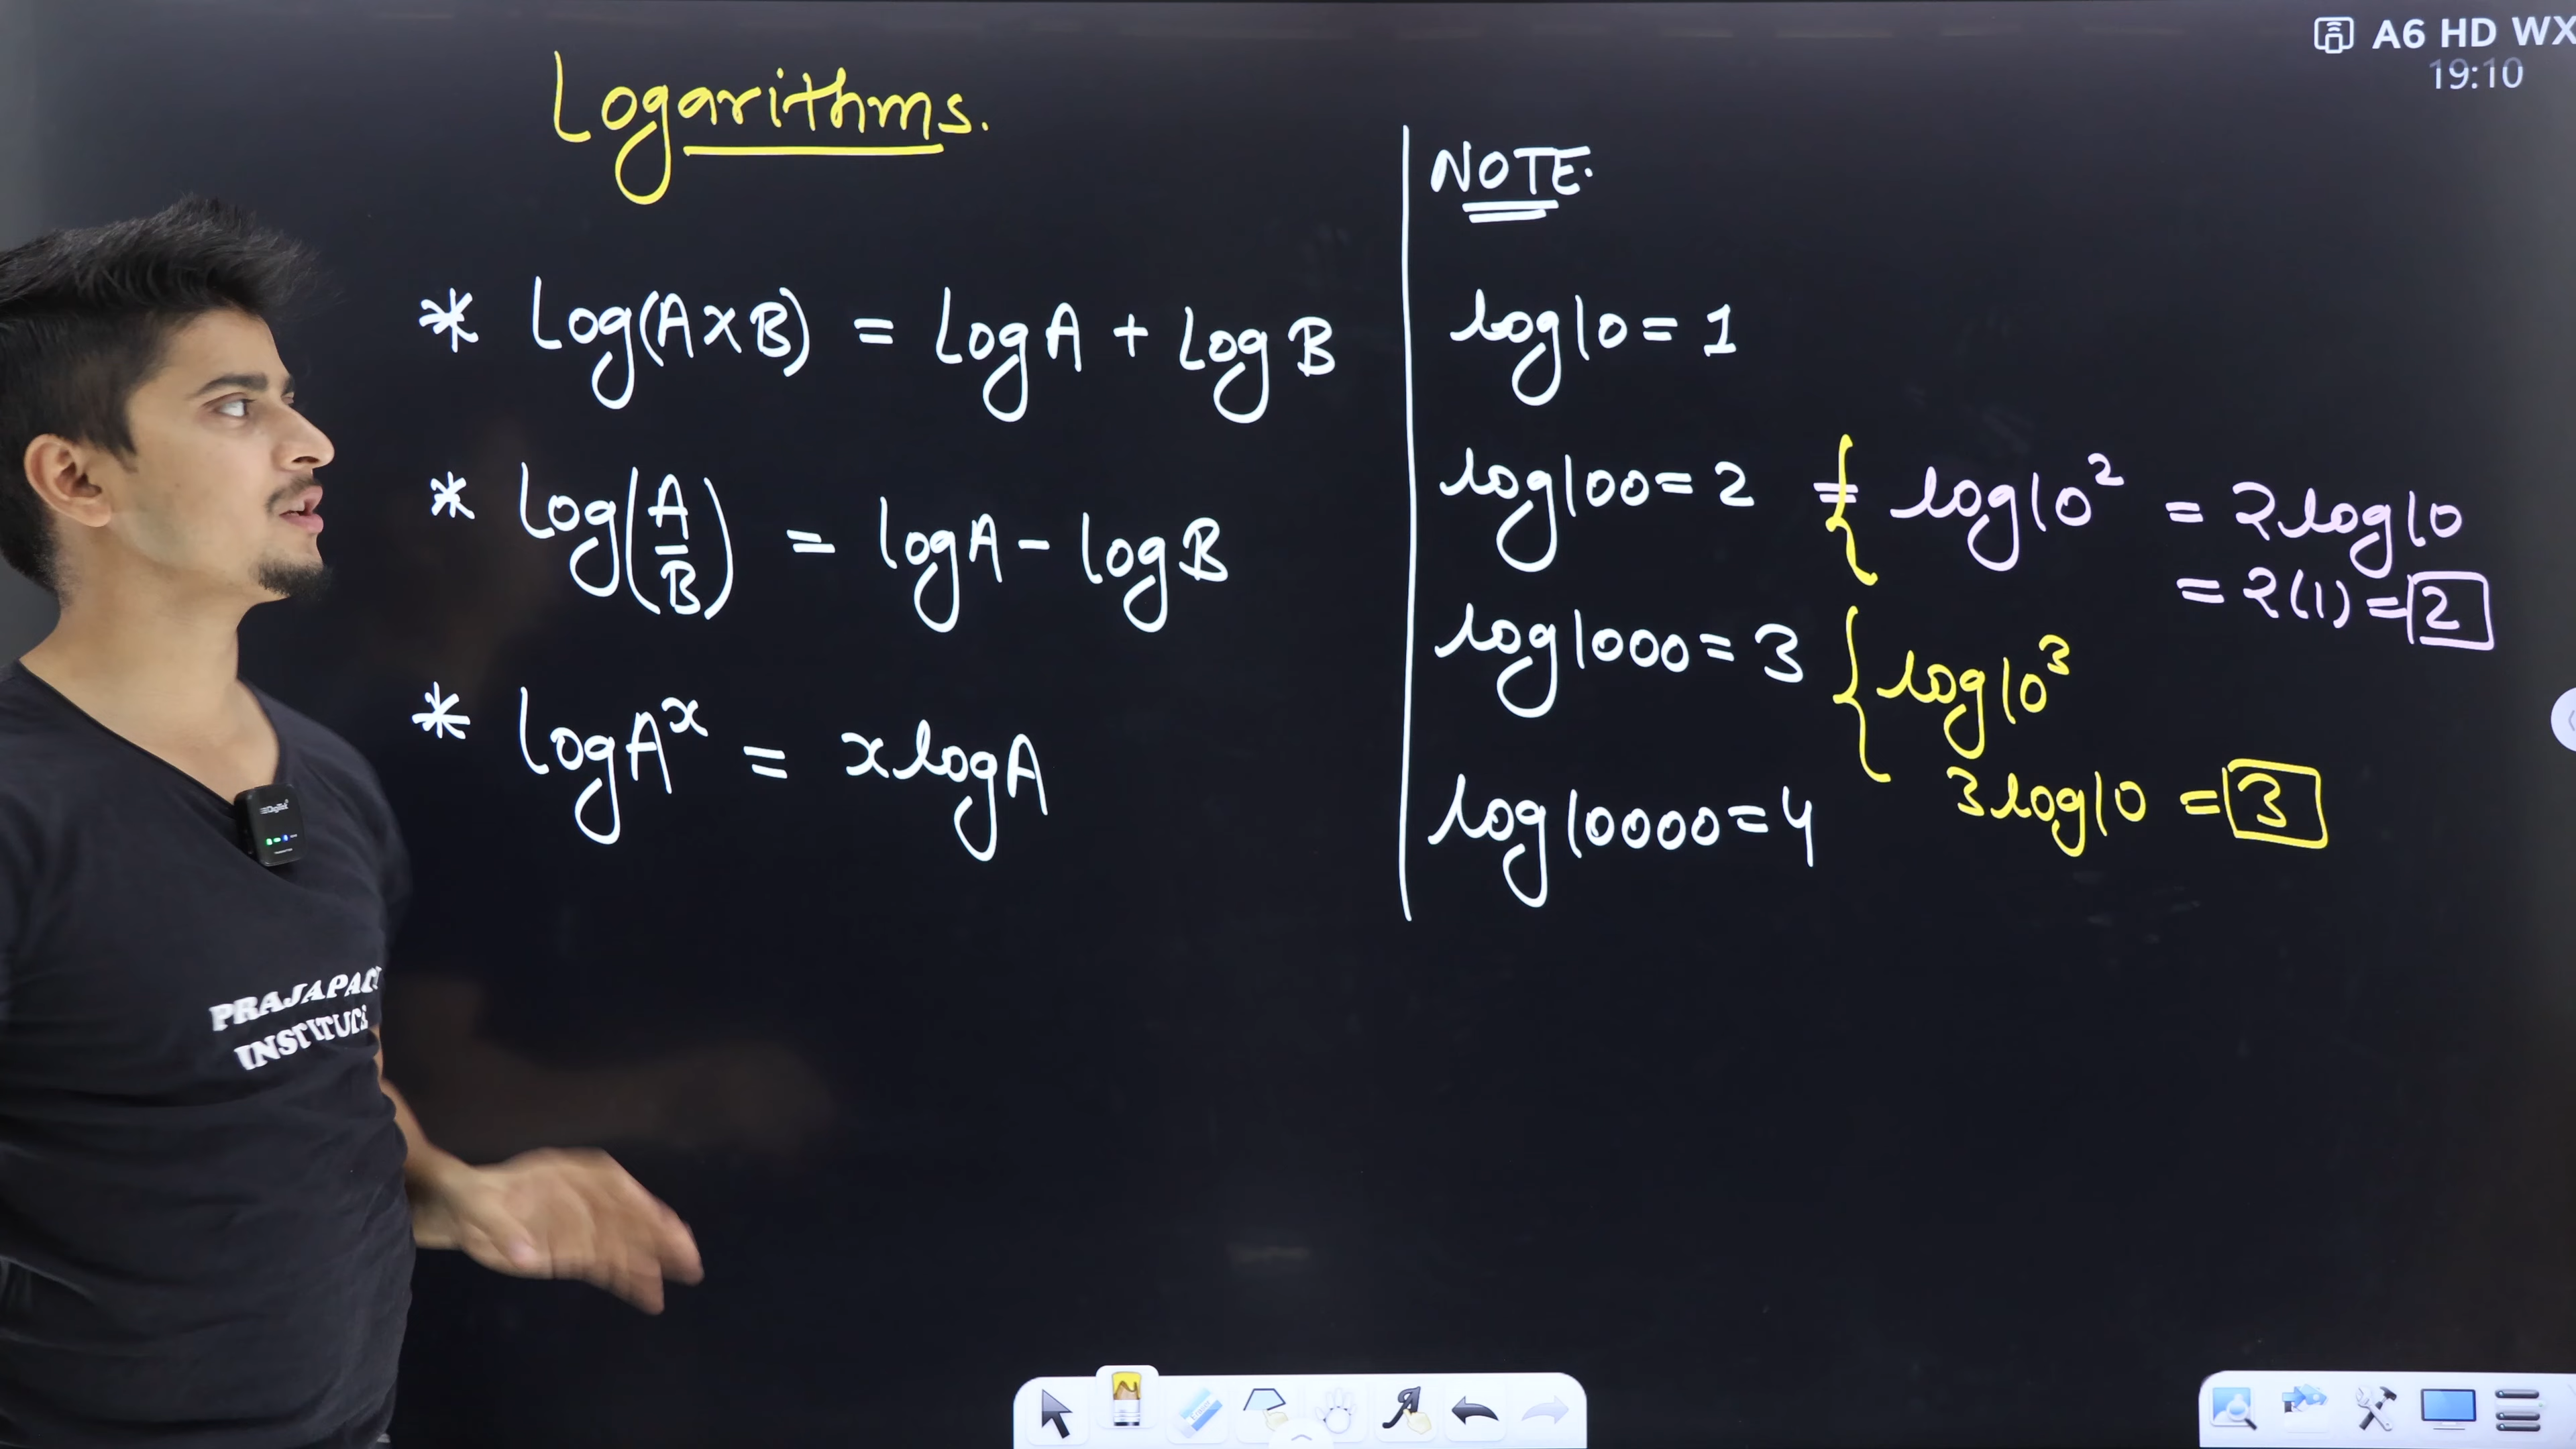 A6 HD WX
19:10
Logarithms.
* Log(A×B) = LogA + Log B
* Log(A/B) = logA - logB
* LogAˣ = xlogA
NOTE.
log10 = 1
log100 = 2 = log10² = 2log10
= 2(1) = 2
log1000 = 3 { log10³
3log10 = 3
log10000 = 4
PRAJAPATI
INSTITUTE